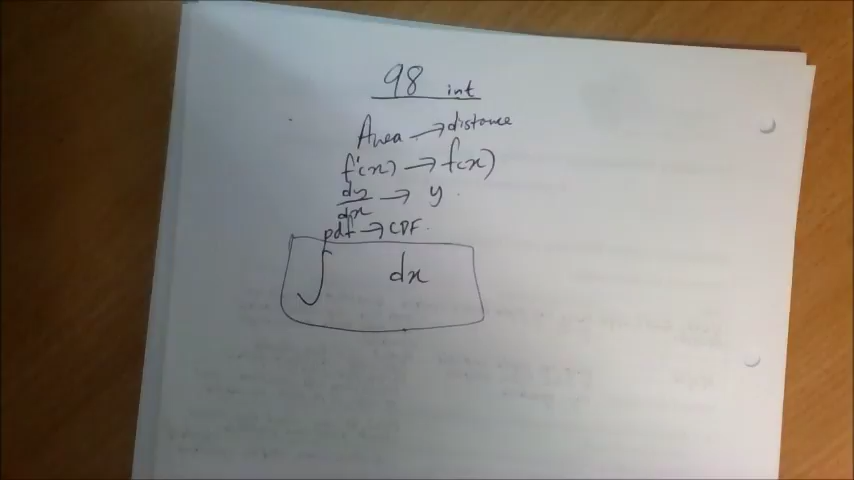 98 int
Area → distance
f'(x) → f(x)
dy/dx → y
pdf → CDF
∫ dx